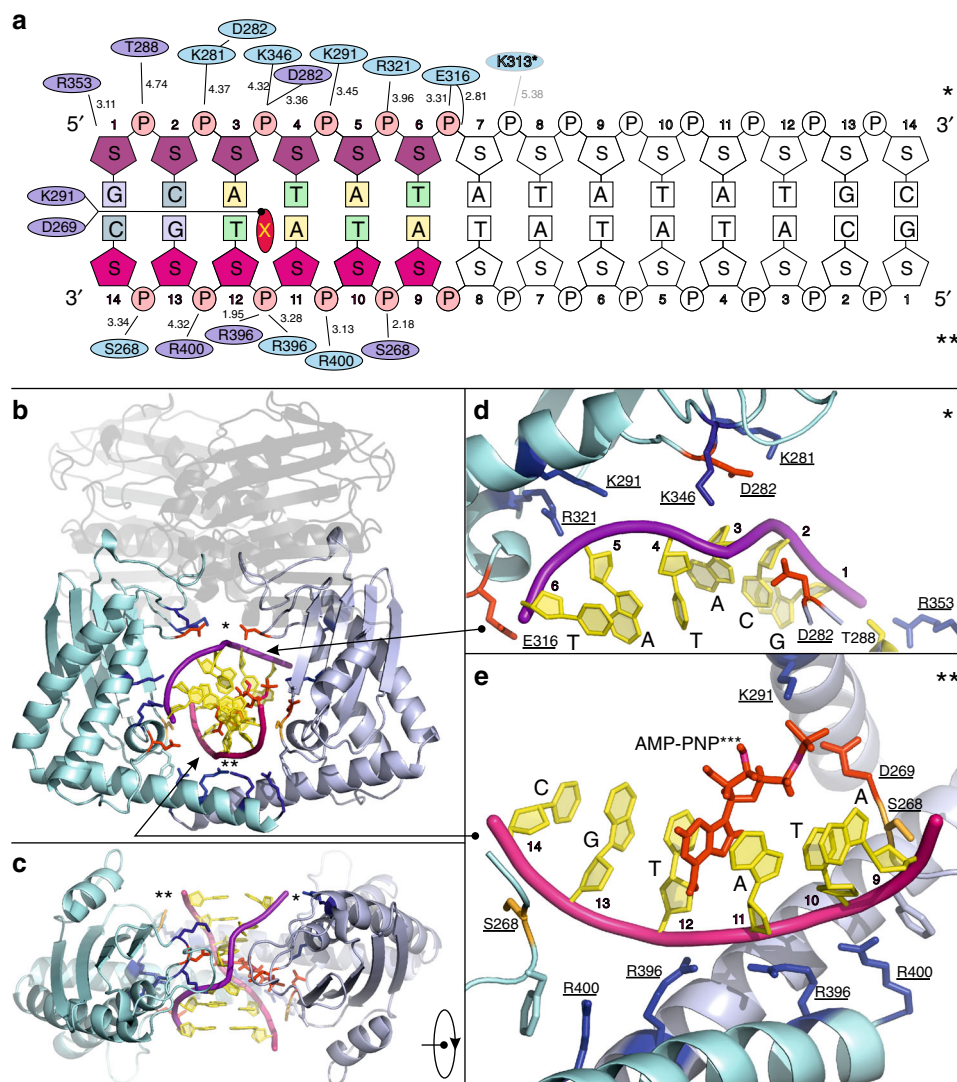 a
D282
T288 K281 K346 K291 K313*
D282 R321 E316
R353 4.74 4.37 4.32 3.36 3.45 3.96 3.31 2.81 5.38
3.11
*
5′ P P P P P P P P P P P P P 3′
1 2 3 4 5 6 7 8 9 10 11 12 13 14
S S S S S S S S S S S S S S
K291 G C A T A T A T A T A T G C
D269 C G T X A T A T A T A T A C G
S S S S S S S S S S S S S S
3′ P P P P P P P P P P P P P 5′
14 13 12 11 10 9 8 7 6 5 4 3 2 1
3.34 4.32 1.95 3.28 3.13 2.18
S268 R400 R396 R396 R400 S268
**
b
*
**
c
** *
d
*
K281
K291 K346 D282
R321
6 5 4 3 2 1
R353
E316 T A T A C G D282 T288
e
**
K291
AMP-PNP***
D269
C A S268
G T T A
14 13 12 11 10 9
S268
R396 R400
R400 R396